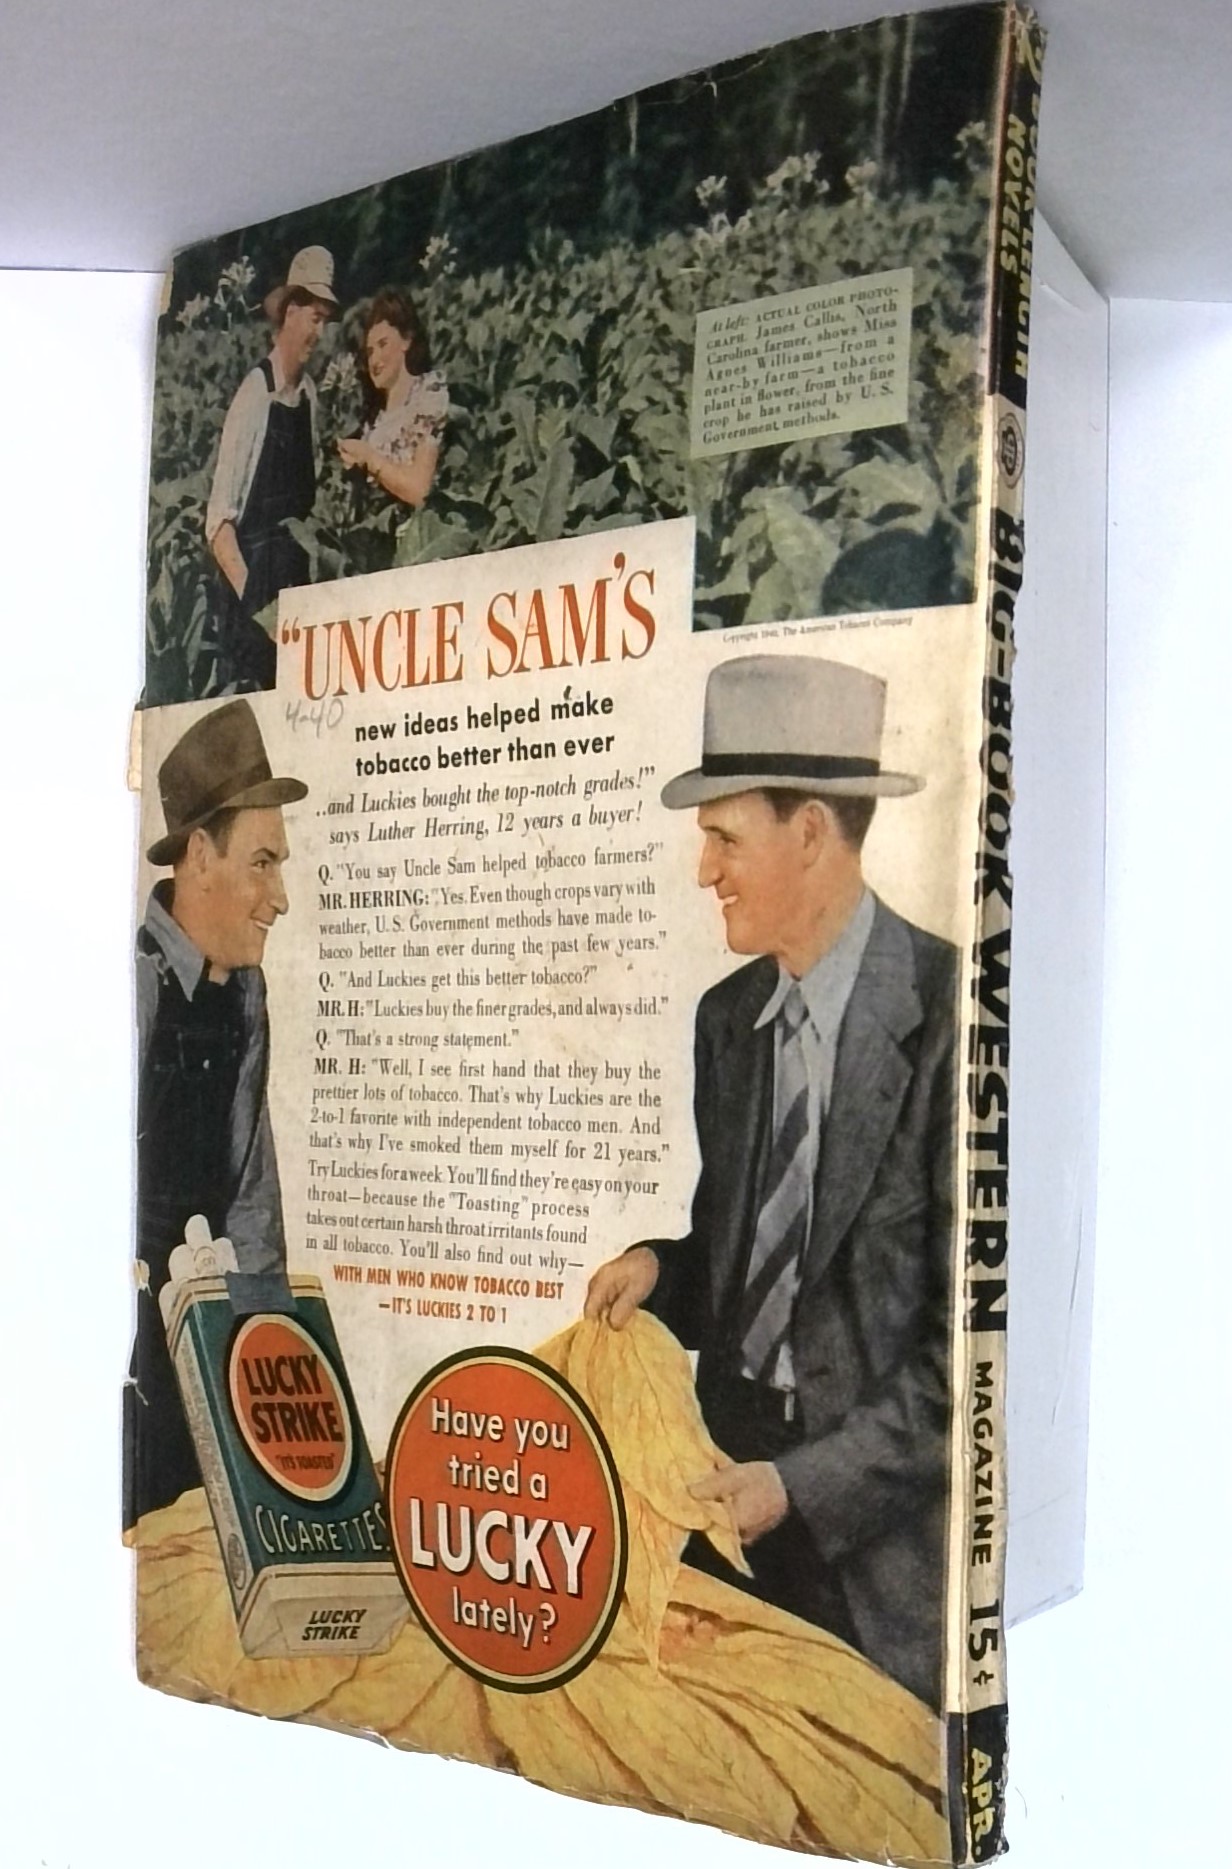 At left: ACTUAL COLOR PHOTO-
GRAPH. James Callis, North
Carolina farmer, shows Miss
Agnes Williams—from a
near-by farm—a tobacco
plant in flower, from the fine
crop he has raised by U. S.
Government methods.
Copyright 1940, The American Tobacco Company
"UNCLE SAM'S
4-40
new ideas helped make
tobacco better than ever
..and Luckies bought the top-notch grades!"
says Luther Herring, 12 years a buyer!
Q. "You say Uncle Sam helped tobacco farmers?"
MR. HERRING: "Yes. Even though crops vary with
weather, U. S. Government methods have made to-
bacco better than ever during the past few years."
Q. "And Luckies get this better tobacco?"
MR. H: "Luckies buy the finer grades, and always did."
Q. "That's a strong statement."
MR. H: "Well, I see first hand that they buy the
prettier lots of tobacco. That's why Luckies are the
2-to-1 favorite with independent tobacco men. And
that's why I've smoked them myself for 21 years."
Try Luckies for a week. You'll find they're easy on your
throat—because the "Toasting" process
takes out certain harsh throat irritants found
in all tobacco. You'll also find out why—
WITH MEN WHO KNOW TOBACCO BEST
—IT'S LUCKIES 2 TO 1
LUCKY
STRIKE
"IT'S TOASTED"
CIGARETTES
LUCKY
STRIKE
Have you
tried a
LUCKY
lately?
2 BOOK-LENGTH
NOVELS
BIG-BOOK WESTERN MAGAZINE 15¢
APR.